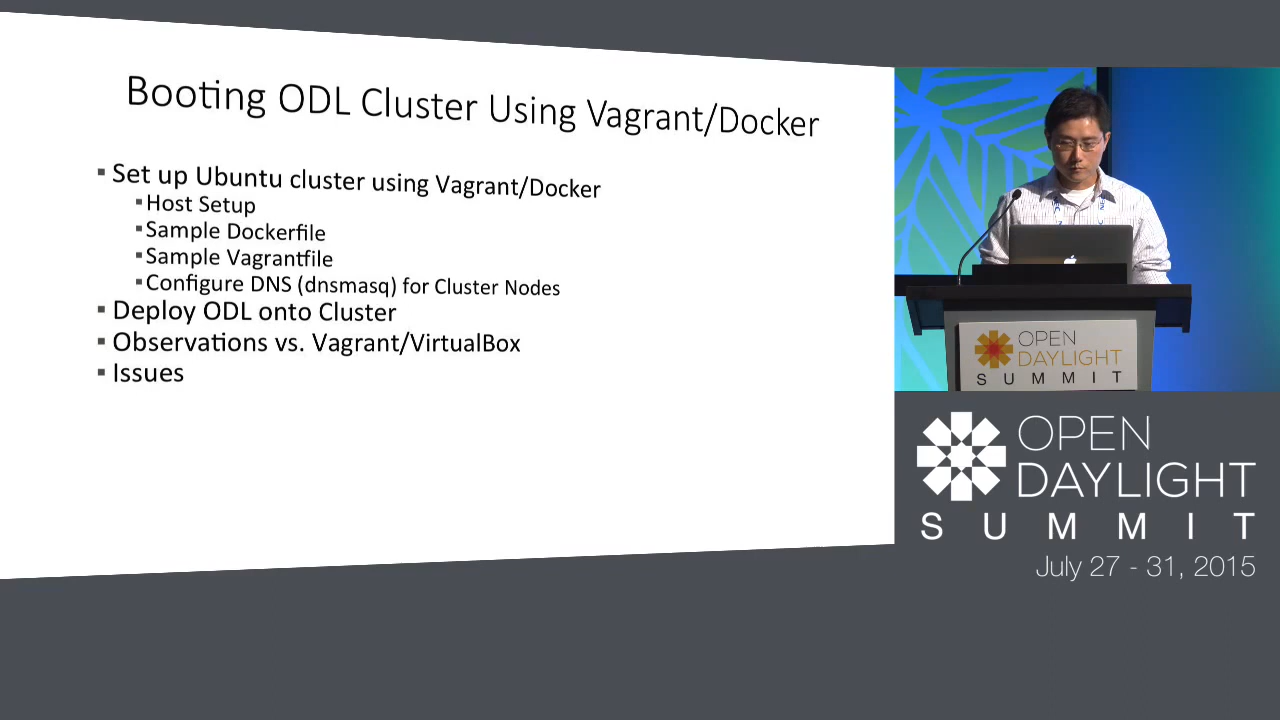 Booting ODL Cluster Using Vagrant/Docker
▪ Set up Ubuntu cluster using Vagrant/Docker
▪ Host Setup
▪ Sample Dockerfile
▪ Sample Vagrantfile
▪ Configure DNS (dnsmasq) for Cluster Nodes
▪ Deploy ODL onto Cluster
▪ Observations vs. Vagrant/VirtualBox
▪ Issues
OPEN
DAYLIGHT
SUMMIT
OPEN
DAYLIGHT
SUMMIT
July 27 - 31, 2015